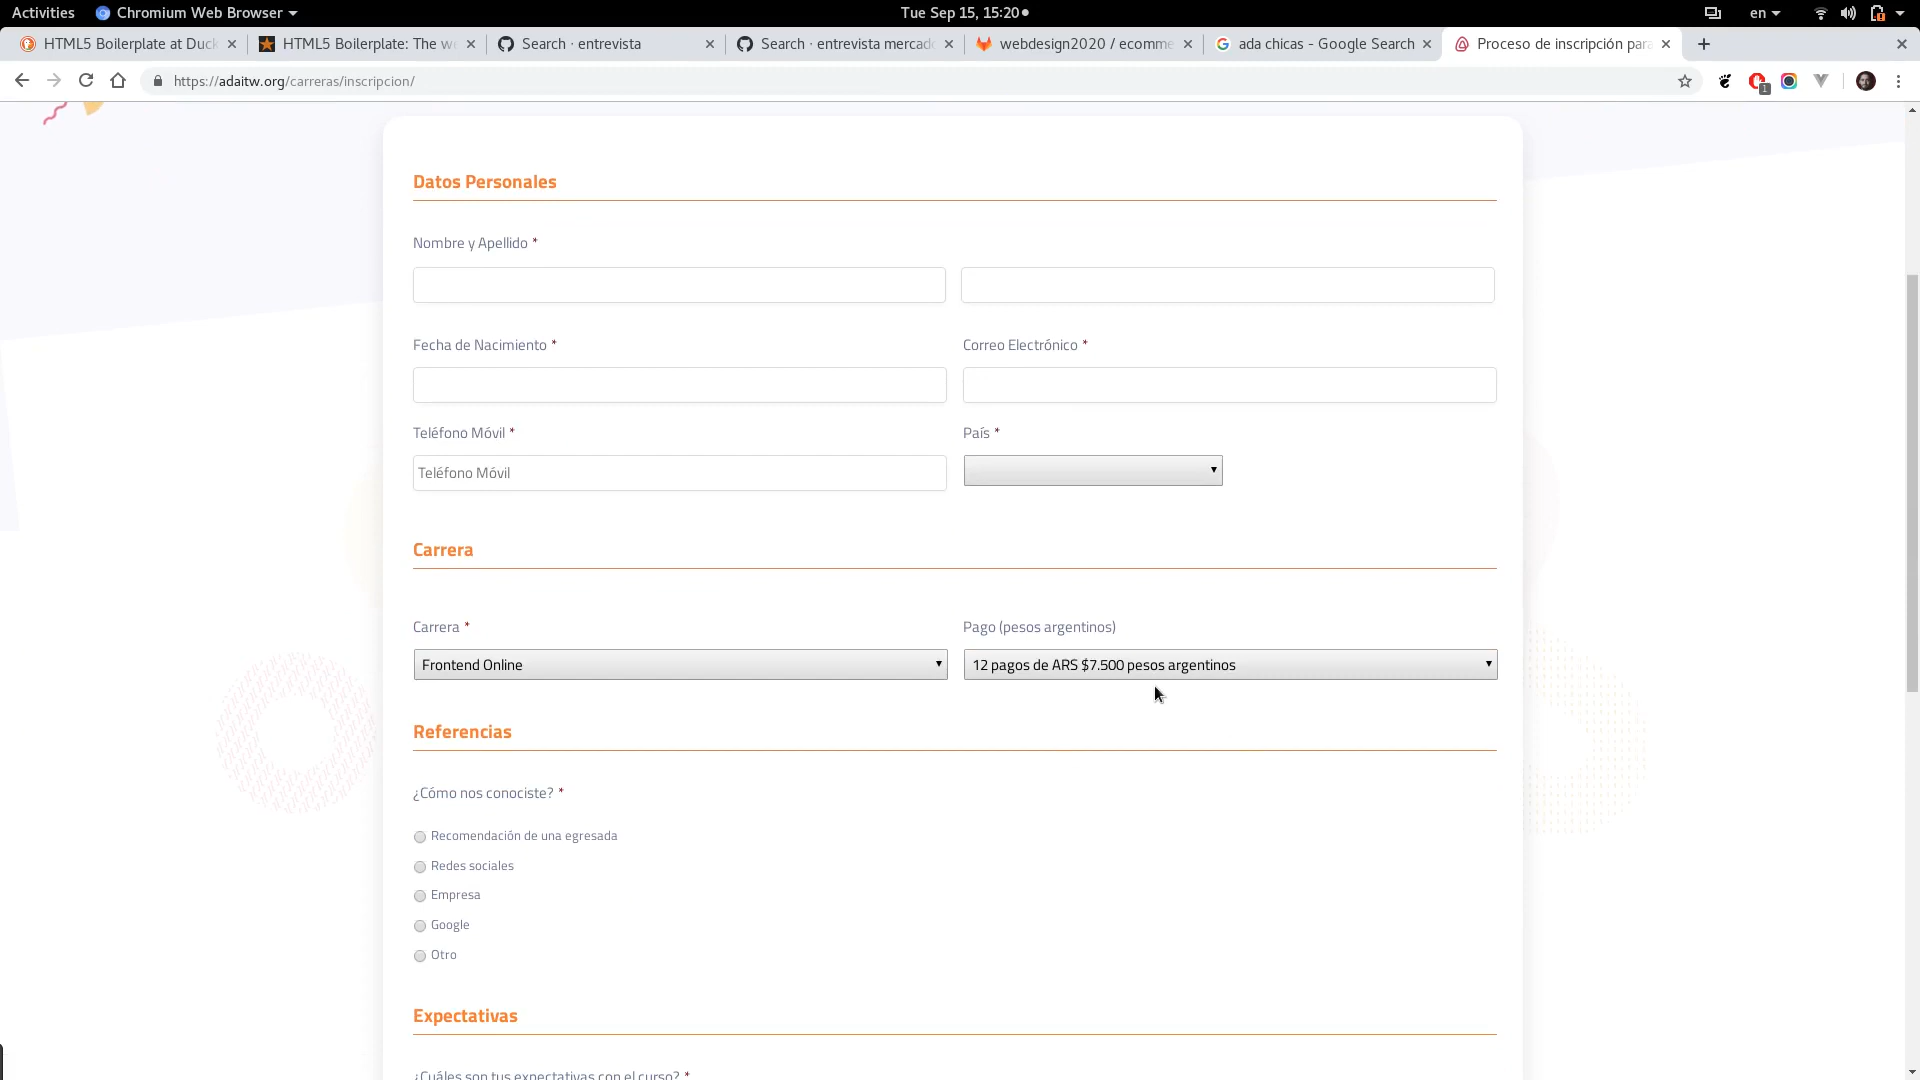 Activities Chromium Web Browser Tue Sep 15, 15:20 en
HTML5 Boilerplate at Duck HTML5 Boilerplate: The we Search · entrevista Search · entrevista mercado webdesign2020 / ecomme ada chicas - Google Search Proceso de inscripción para
https://adaitw.org/carreras/inscripcion/ 1
Datos Personales
Nombre y Apellido *
Fecha de Nacimiento * Correo Electrónico *
Teléfono Móvil * País *
Teléfono Móvil
Carrera
Carrera * Pago (pesos argentinos)
Frontend Online 12 pagos de ARS $7.500 pesos argentinos
Referencias
¿Cómo nos conociste? *
Recomendación de una egresada
Redes sociales
Empresa
Google
Otro
Expectativas
¿Cuáles son tus expectativas con el curso? *